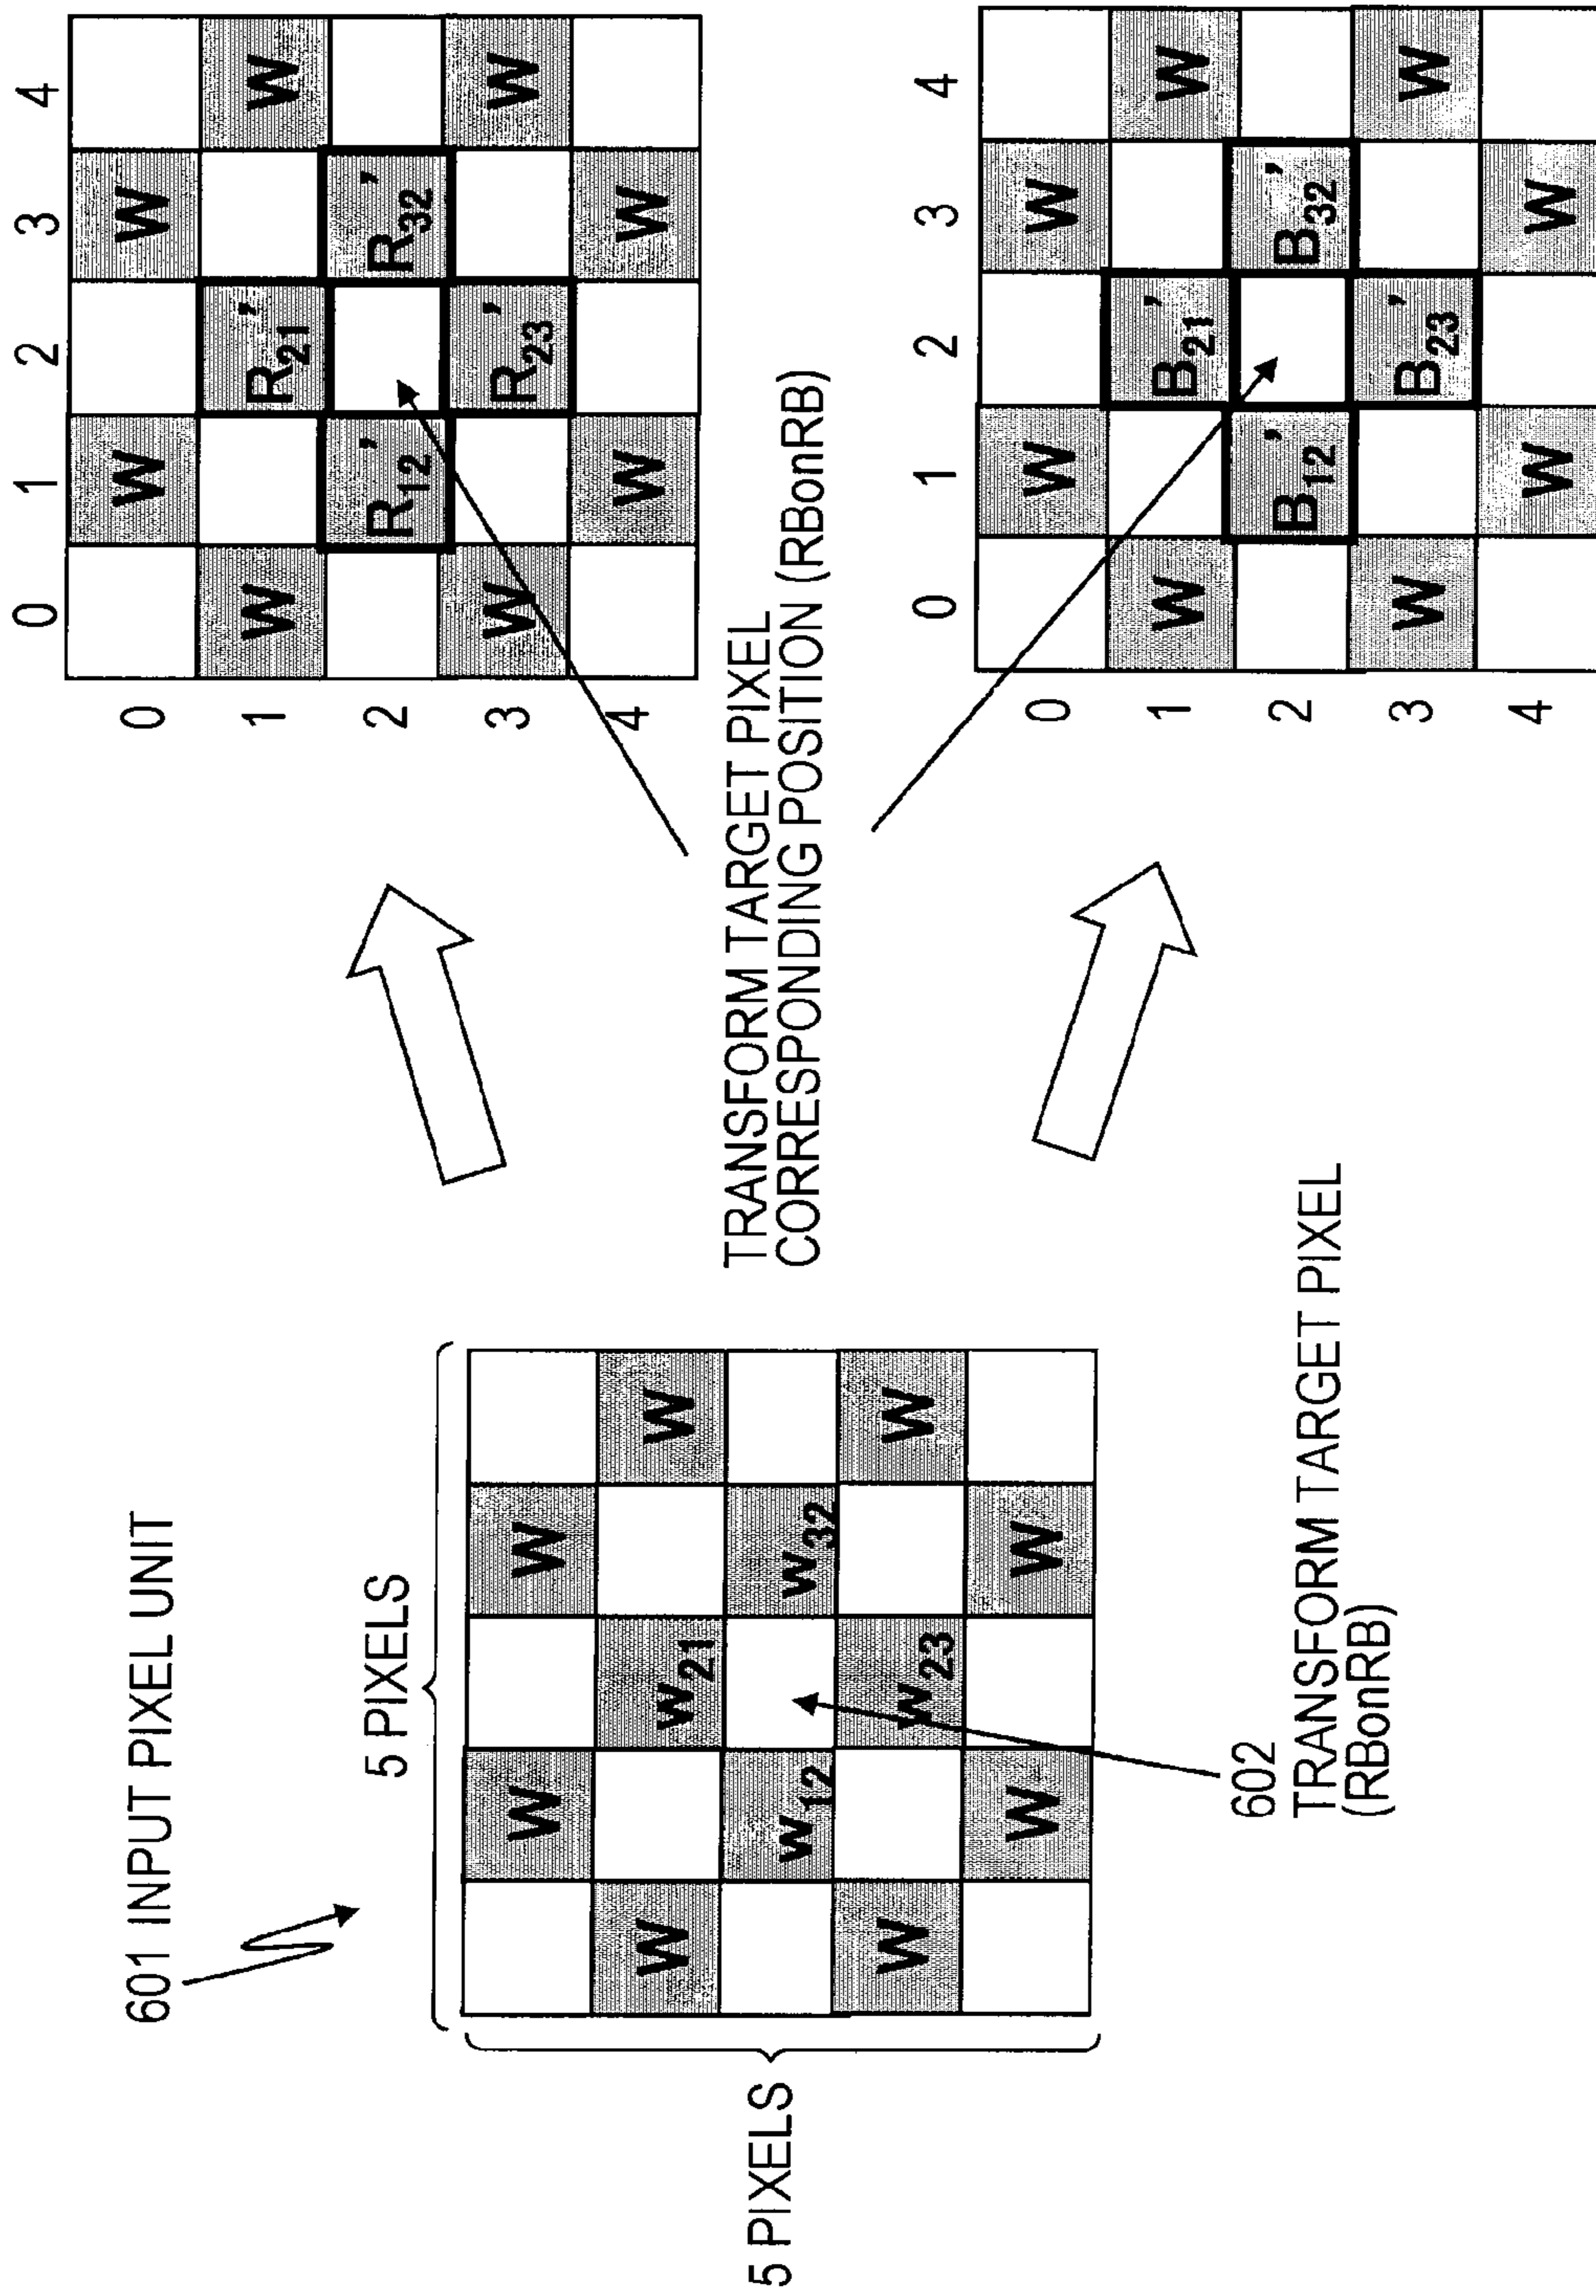 601 INPUT PIXEL UNIT
5 PIXELS
5 PIXELS
W W
W w21 W
w12 w32
W w23 W
W W
602
TRANSFORM TARGET PIXEL
(RBonRB)
TRANSFORM TARGET PIXEL
CORRESPONDING POSITION (RBonRB)
0 1 2 3 4
0 W W
1 W R21' W
2 R12' R32'
3 W R23' W
4 W W
0 1 2 3 4
0 W W
1 W B21' W
2 B12' B32'
3 W B23' W
4 W W